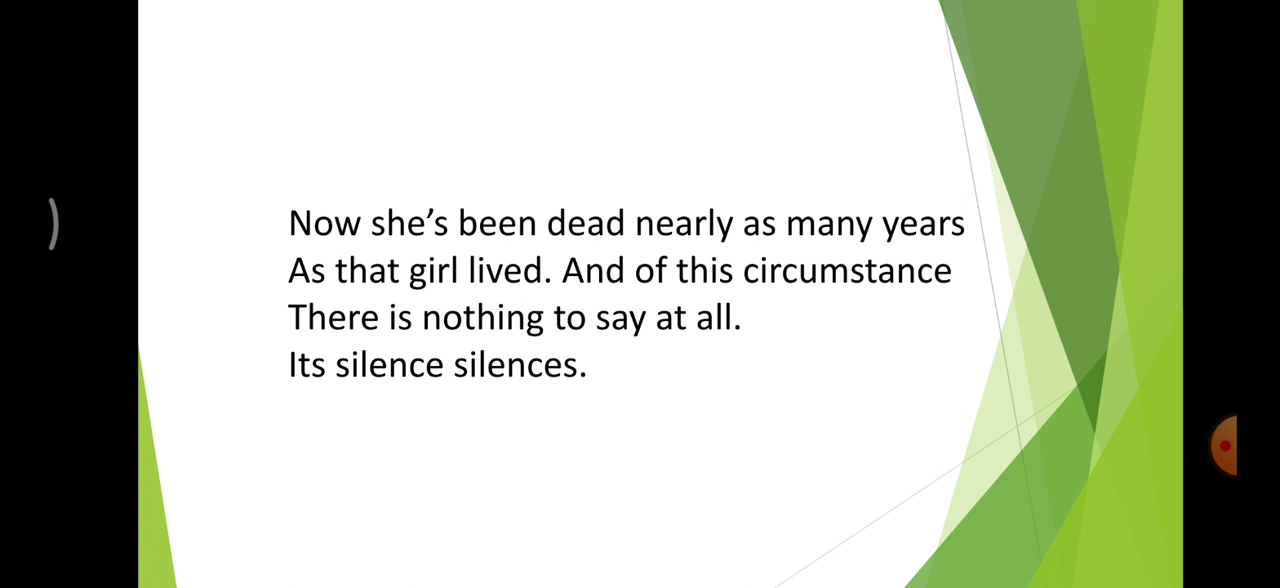 Now she’s been dead nearly as many years
As that girl lived. And of this circumstance
There is nothing to say at all.
Its silence silences.